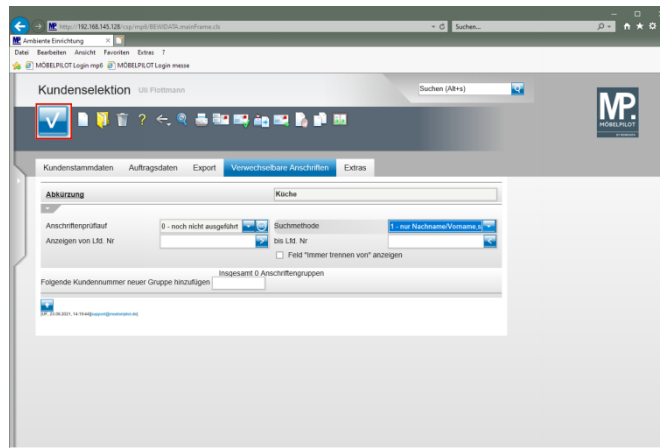 http://192.168.145.128/csp/mp6/BEWIDATA.mainFrame.cls
Suchen...
Ambiente Einrichtung
Datei Bearbeiten Ansicht Favoriten Extras ?
MÖBELPILOT Login mp6 MÖBELPILOT Login messe
Kundenselektion Uli Flottmann
Suchen (Alt+s)
MP.
MÖBELPILOT
Kundenstammdaten Auftragsdaten Export Verwechselbare Anschriften Extras
Abkürzung Küche
Anschriftenprüflauf 0 - noch nicht ausgeführt Suchmethode 1 - nur Nachname/Vorname,s
Anzeigen von Lfd. Nr bis Lfd. Nr
Feld "Immer trennen von" anzeigen
Insgesamt 0 Anschriftengruppen
Folgende Kundennummer neuer Gruppe hinzufügen